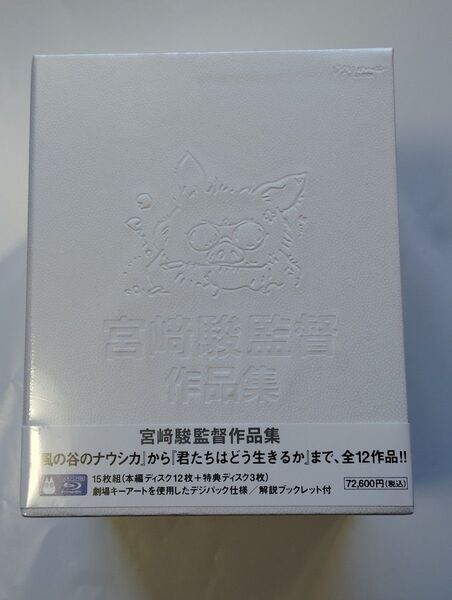 宮﨑駿監督
作品集
宮﨑駿監督作品集
風の谷のナウシカ』から『君たちはどう生きるか』まで、全12作品!!
15枚組(本編ディスク12枚+特典ディスク3枚)
劇場キーアートを使用したデジパック仕様/解説ブックレット付
72,600円(税込)